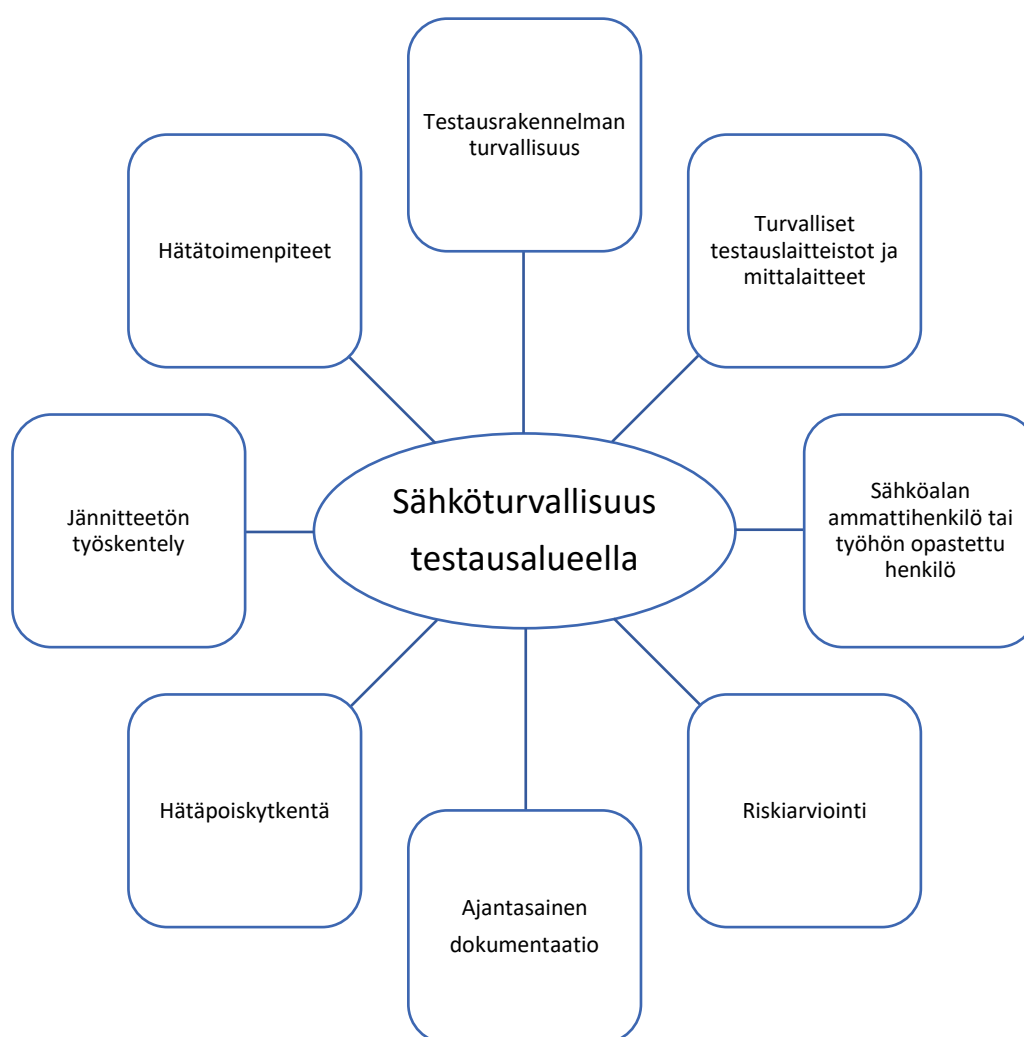 Testausrakennelman
turvallisuus
Hätätoimenpiteet
Turvalliset
testauslaitteistot ja
mittalaitteet
Jännitteetön
työskentely
Sähköturvallisuus
testausalueella
Sähköalan
ammattihenkilö tai
työhön opastettu
henkilö
Hätäpoiskytkentä
Riskiarviointi
Ajantasainen
dokumentaatio